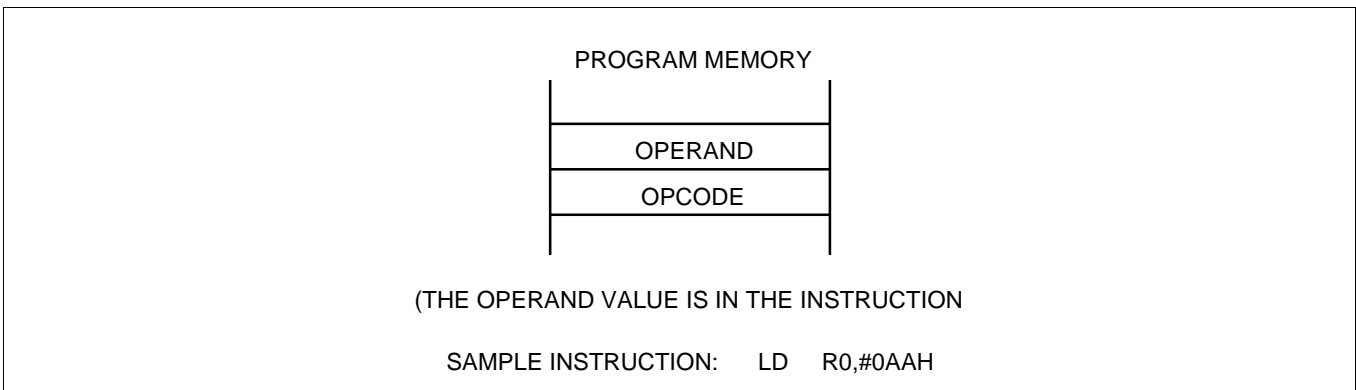 PROGRAM MEMORY
OPERAND
OPCODE
(THE OPERAND VALUE IS IN THE INSTRUCTION
SAMPLE INSTRUCTION: LD R0,#0AAH